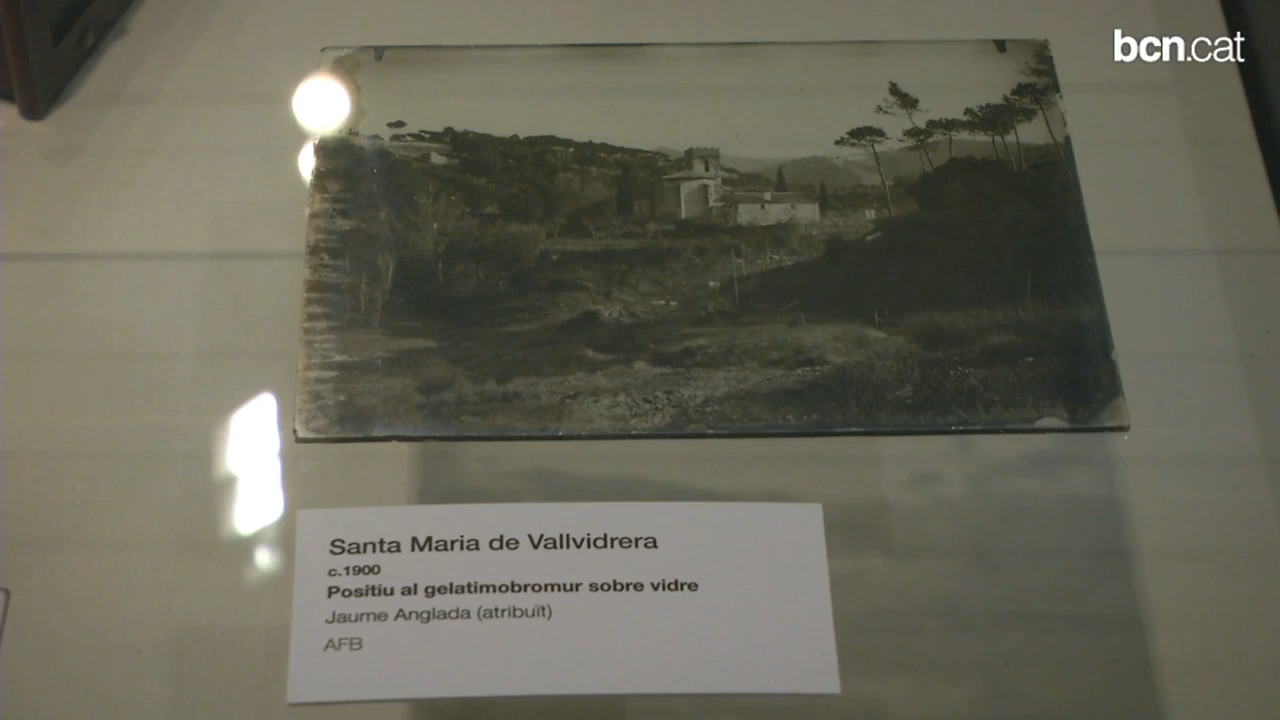 bcn.cat
Santa Maria de Vallvidrera
c.1900
Positiu al gelatimobromur sobre vidre
Jaume Anglada (atribuït)
AFB